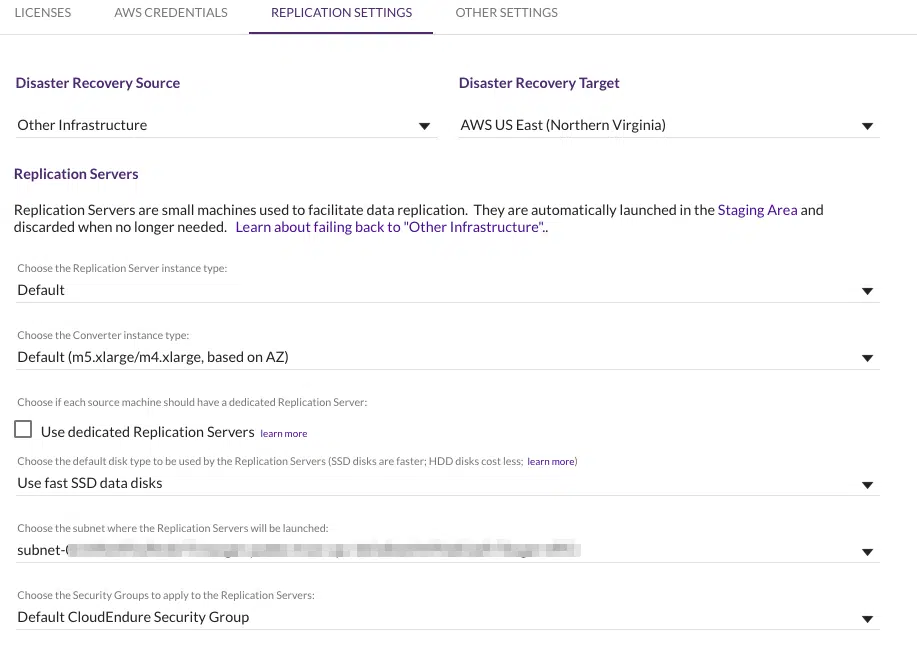 LICENSES AWS CREDENTIALS REPLICATION SETTINGS OTHER SETTINGS
Disaster Recovery Source Disaster Recovery Target
Other Infrastructure AWS US East (Northern Virginia)
Replication Servers
Replication Servers are small machines used to facilitate data replication. They are automatically launched in the Staging Area and
discarded when no longer needed. Learn about failing back to "Other Infrastructure"..
Choose the Replication Server instance type:
Default
Choose the Converter instance type:
Default (m5.xlarge/m4.xlarge, based on AZ)
Choose if each source machine should have a dedicated Replication Server:
Use dedicated Replication Servers learn more
Choose the default disk type to be used by the Replication Servers (SSD disks are faster; HDD disks cost less; learn more)
Use fast SSD data disks
Choose the subnet where the Replication Servers will be launched:
subnet-
Choose the Security Groups to apply to the Replication Servers:
Default CloudEndure Security Group